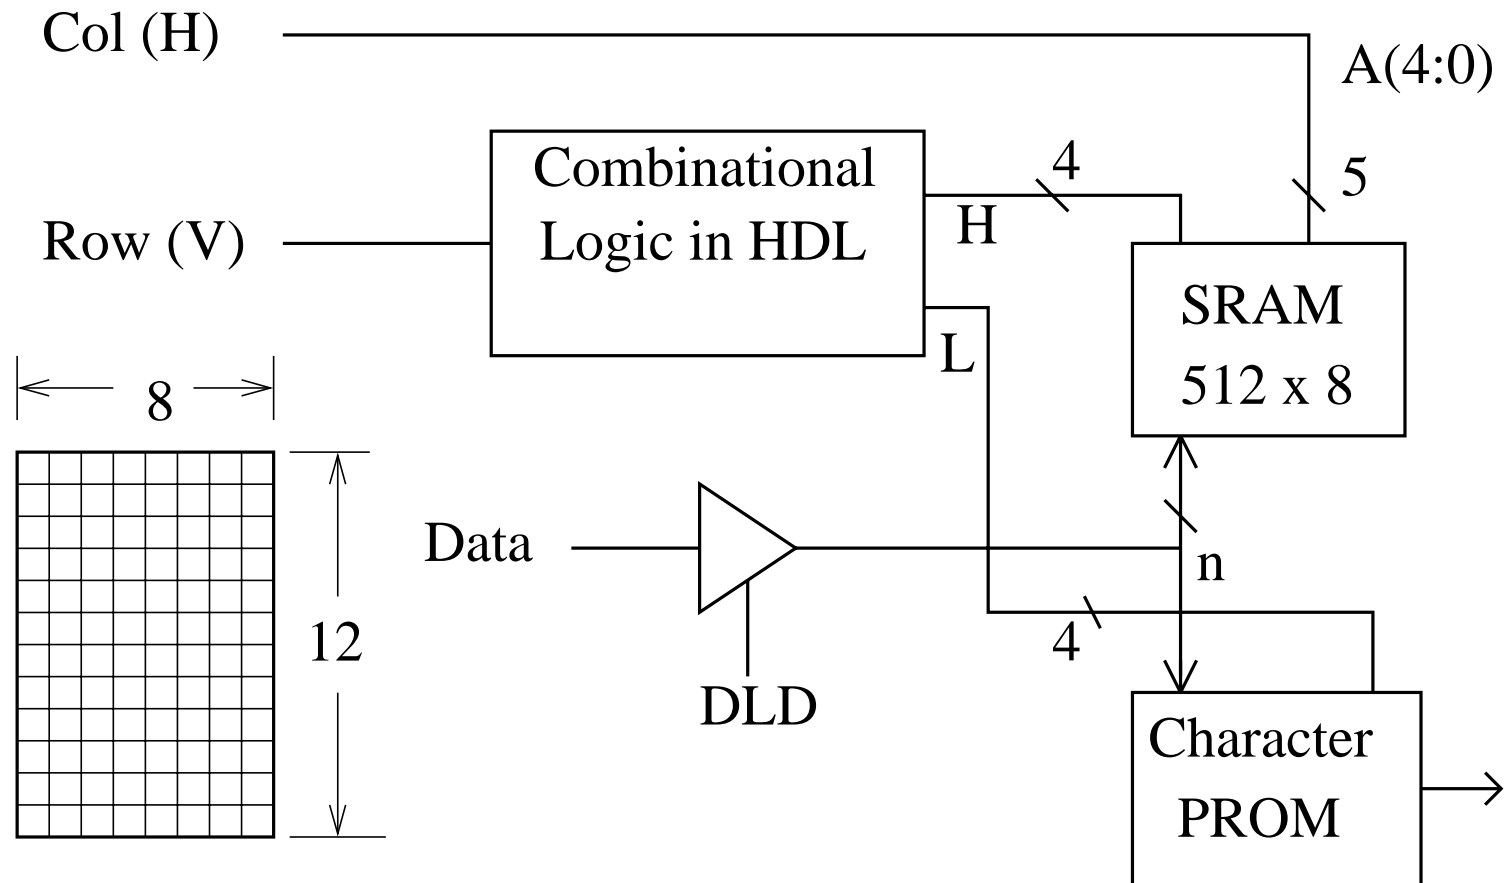 Col (H)
A(4:0)
Combinational
Logic in HDL
4
5
H
Row (V)
SRAM
512 x 8
L
8
Data
n
12
4
DLD
Character
PROM